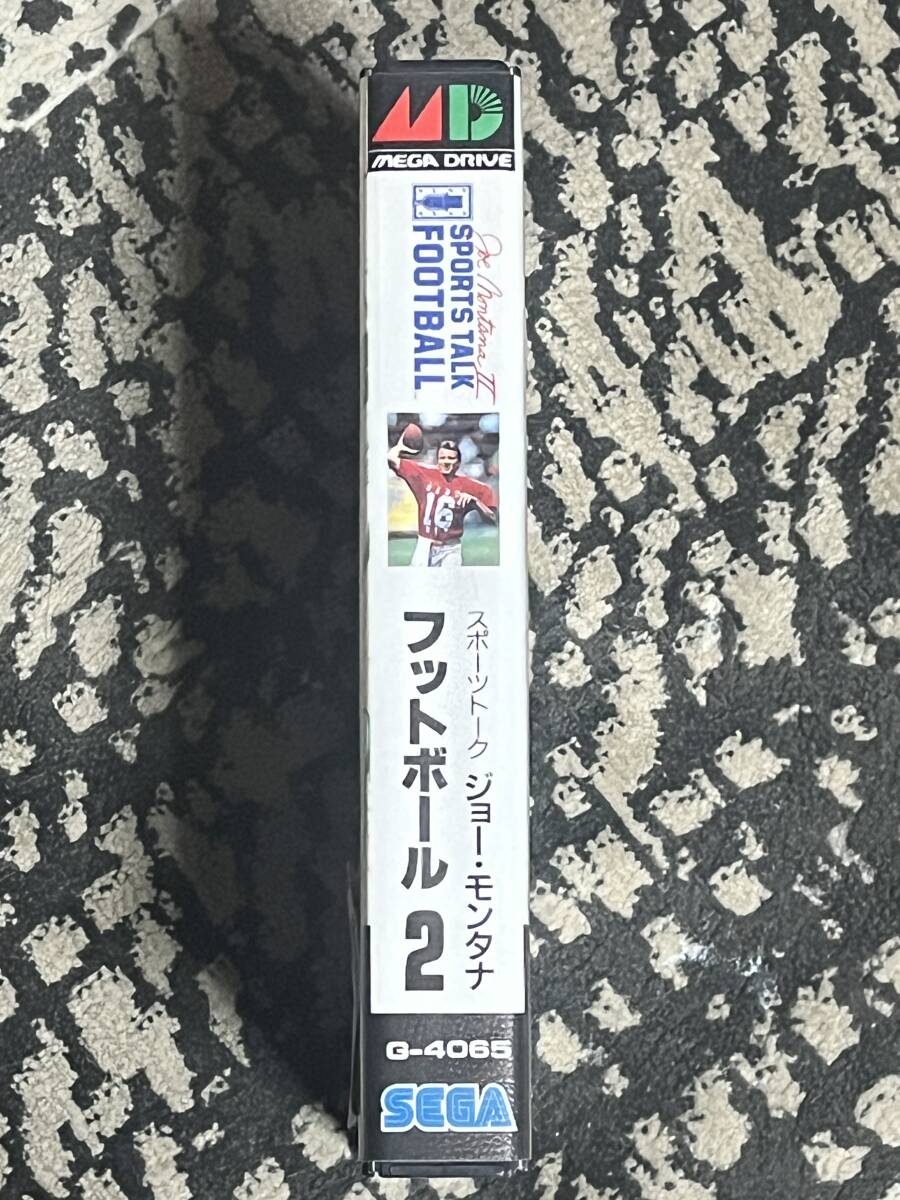 MD
MEGA DRIVE
Joe Montana II
SPORTS TALK
FOOTBALL
16
スポーツトーク ジョー・モンタナ
フットボール 2
G-4065
SEGA